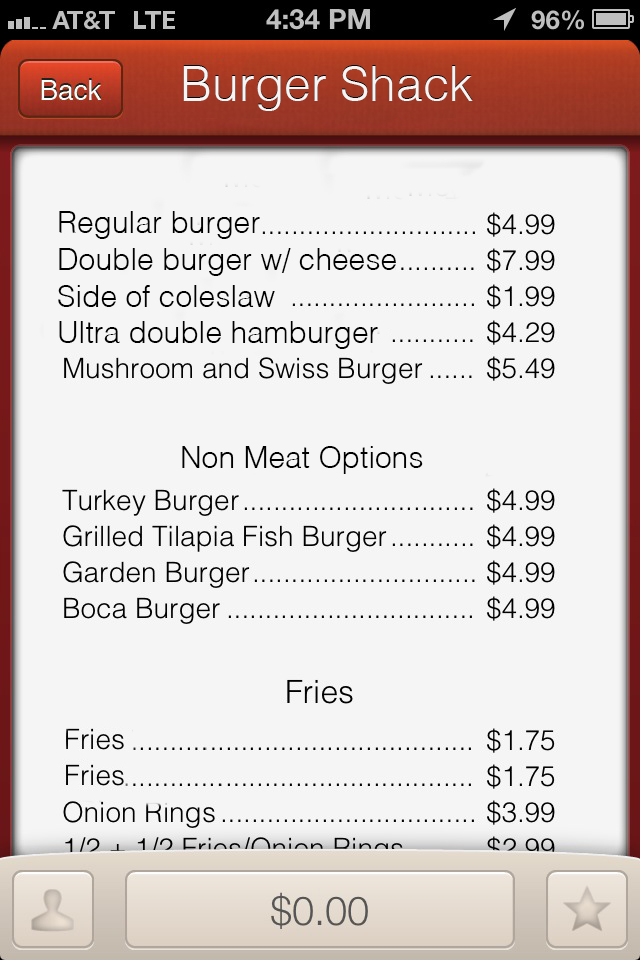 AT&T LTE 4:34 PM 96%
Back Burger Shack
Regular burger............................ $4.99
Double burger w/ cheese.......... $7.99
Side of coleslaw ........................ $1.99
Ultra double hamburger ........... $4.29
Mushroom and Swiss Burger ...... $5.49
Non Meat Options
Turkey Burger.............................. $4.99
Grilled Tilapia Fish Burger........... $4.99
Garden Burger............................. $4.99
Boca Burger ................................ $4.99
Fries
Fries ............................................ $1.75
Fries............................................. $1.75
Onion Rings ................................. $3.99
1/2 + 1/2 Fries/Onion Rings $2.99
$0.00